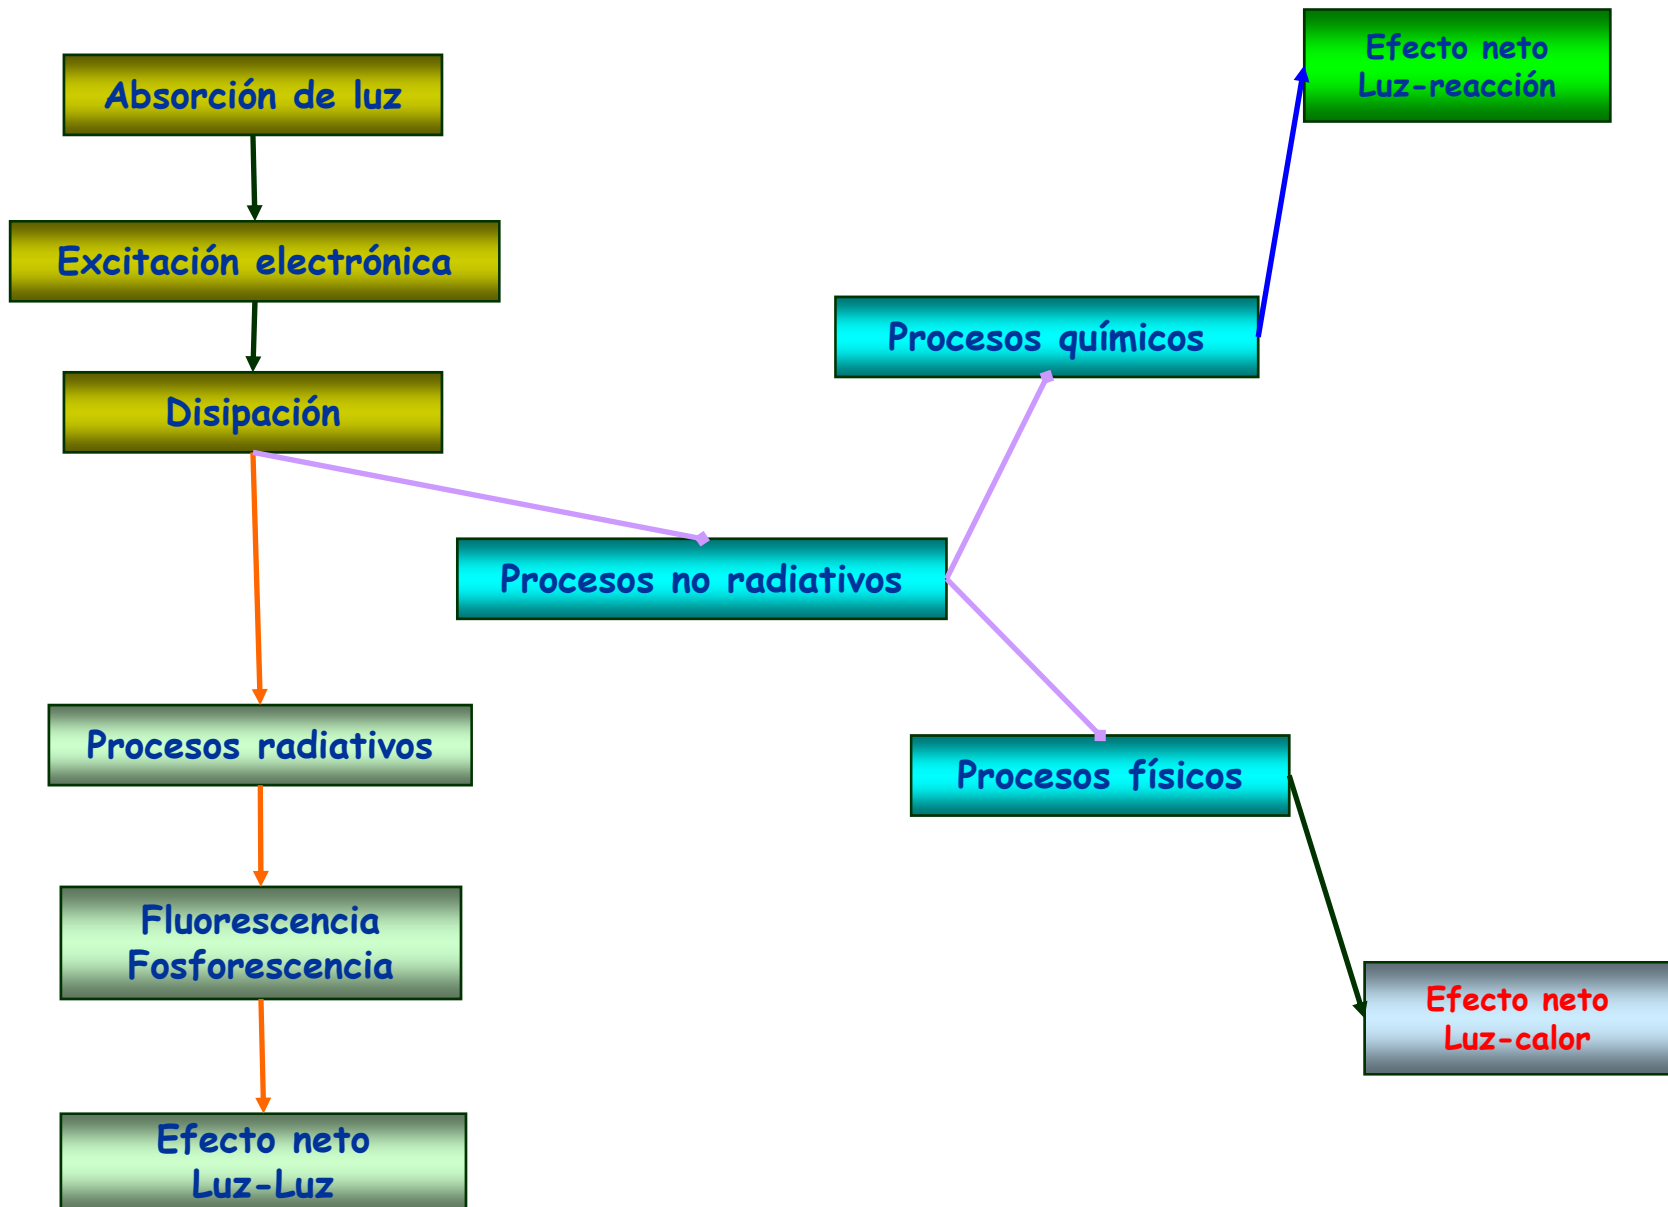 Absorción de luz
Excitación electrónica
Disipación
Procesos radiativos
Fluorescencia
Fosforescencia
Efecto neto
Luz-Luz
Procesos no radiativos
Procesos químicos
Efecto neto
Luz-reacción
Procesos físicos
Efecto neto
Luz-calor